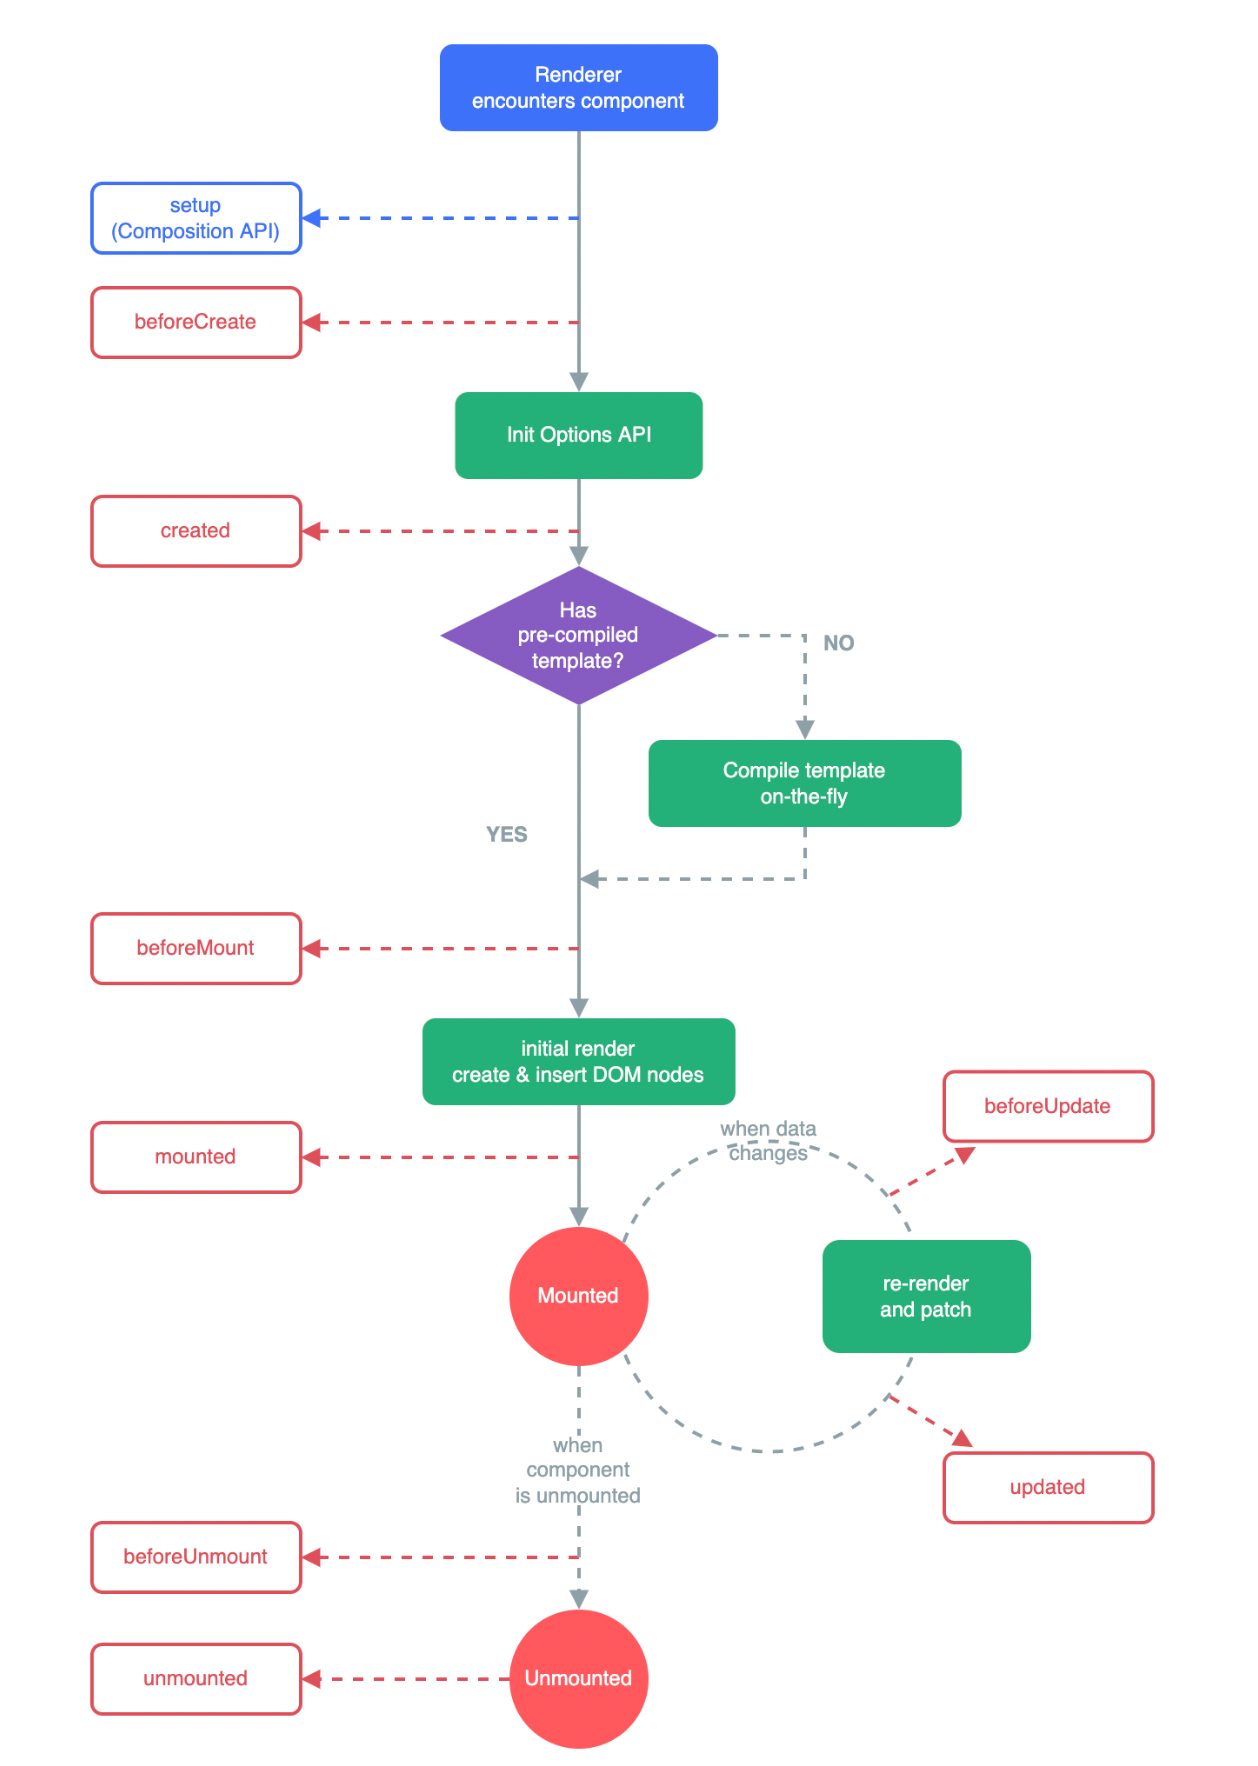 Renderer
encounters component
setup
(Composition API)
beforeCreate
Init Options API
created
Has
pre-compiled
template?
NO
Compile template
on-the-fly
YES
beforeMount
initial render
create & insert DOM nodes
beforeUpdate
mounted
when data
changes
Mounted
re-render
and patch
when
component
is unmounted
updated
beforeUnmount
unmounted
Unmounted